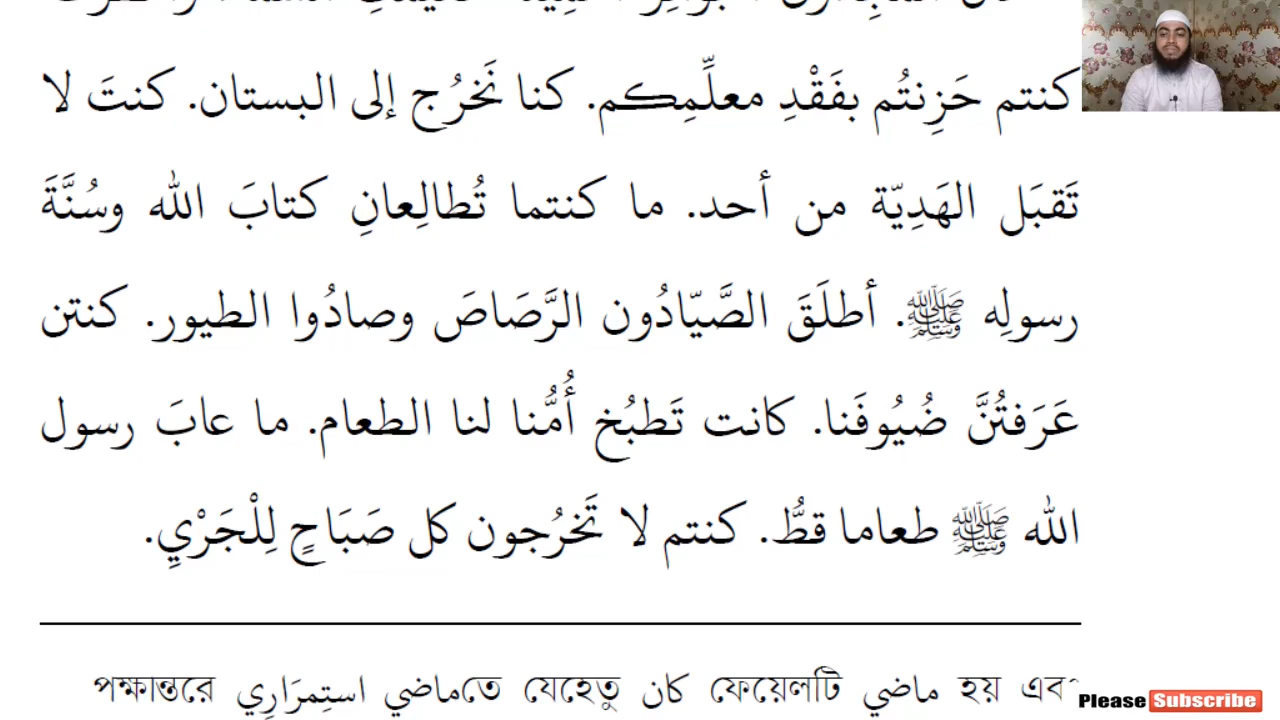 كنتم حَزِنتُم بفَقْدِ معلِّمِكم. كنا نَخرُج إلى البستان. كنتَ لا
تَقبَل الهَدِيّة من أحد. ما كنتما تُطالِعانِ كتابَ الله وسُنَّةَ
رسولِه ﷺ. أطلَقَ الصَّيّادُون الرَّصَاصَ وصادُوا الطيور. كنتن
عَرَفتُنَّ ضُيُوفَنا. كانت تَطبُخ أُمُّنا لنا الطعام. ما عابَ رسول
الله ﷺ طعاما قطُّ. كنتم لا تَخرُجون كل صَبَاحٍ لِلْجَرْيِ.
পক্ষান্তরে ماضي استِمرَارِي তে যেহেতু كان ফেয়েলটি ماضي হয় এবং
Please Subscribe